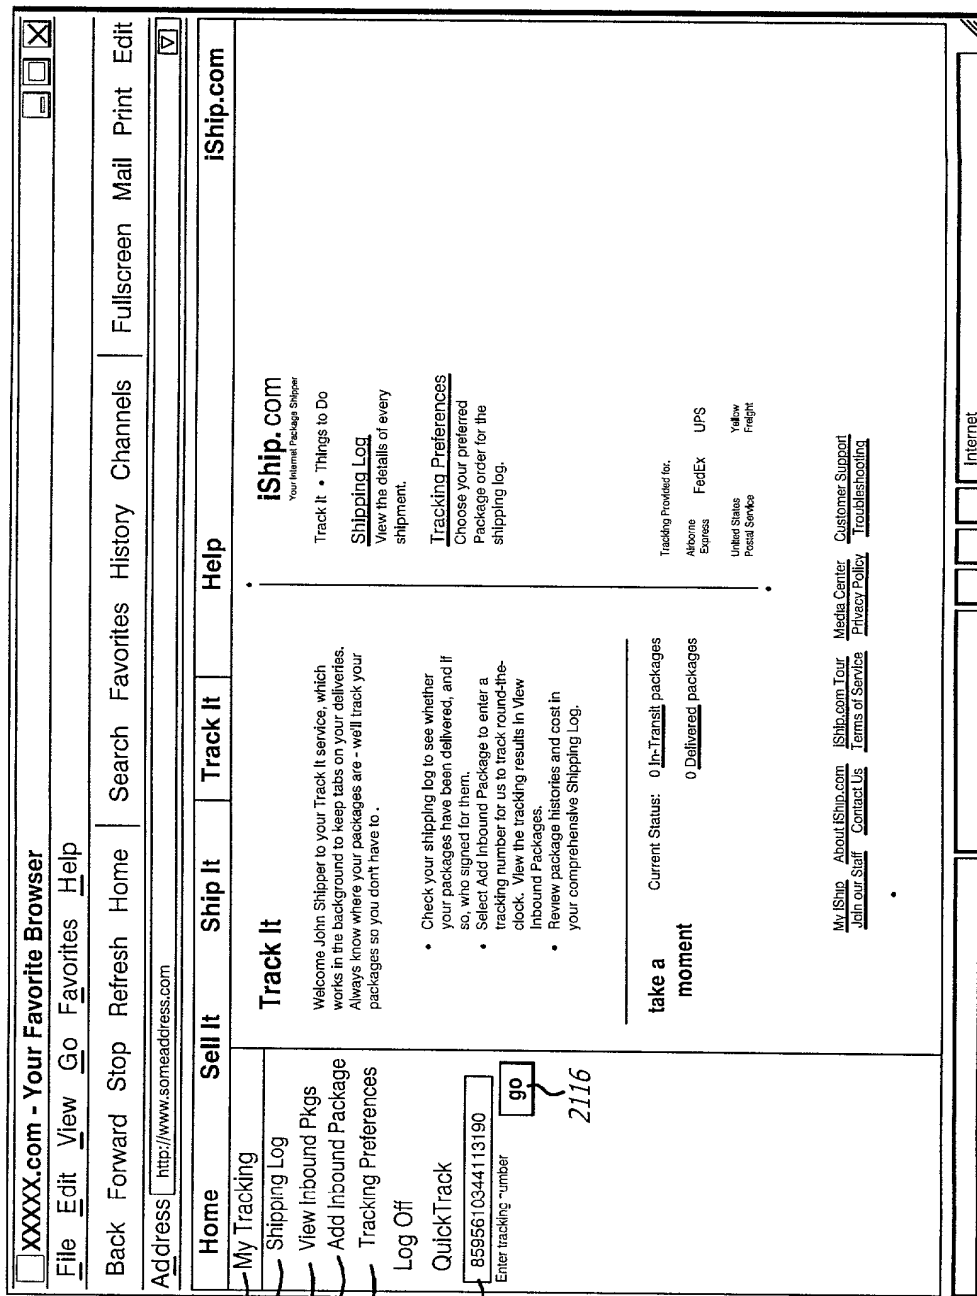 XXXXX.com - Your Favorite Browser
File Edit View Go Favorites Help
Back Forward Stop Refresh Home Search Favorites History Channels Fullscreen Mail Print Edit
Address http://www.someaddress.com
Home Sell It Ship It Track It Help iShip.com
My Tracking
Shipping Log
View Inbound Pkgs
Add Inbound Package
Tracking Preferences
Log Off
QuickTrack
8595610344113190
go
Enter tracking number
2116
Track It
Welcome John Shipper to your Track It service, which
works in the background to keep tabs on your deliveries.
Always know where your packages are - we'll track your
packages so you don't have to .
• Check your shipping log to see whether
your packages have been delivered, and if
so, who signed for them.
• Select Add Inbound Package to enter a
tracking number for us to track round-the-
clock. View the tracking results in View
Inbound Packages.
• Review package histories and cost in
your comprehensive Shipping Log.
take a
moment
Current Status: 0 In-Transit packages
0 Delivered packages
iShip.com
Your Internet Package Shipper
Track It • Things to Do
Shipping Log
View the details of every
shipment.
Tracking Preferences
Choose your preferred
Package order for the
shipping log.
Tracking Provided for.
Airborne
Express
FedEx
UPS
United States
Postal Service
Yellow
Freight
My iShip About iShip.com iShip.com Tour Media Center Customer Support
Join our Staff Contact Us Terms of Service Privacy Policy Troubleshooting
Internet